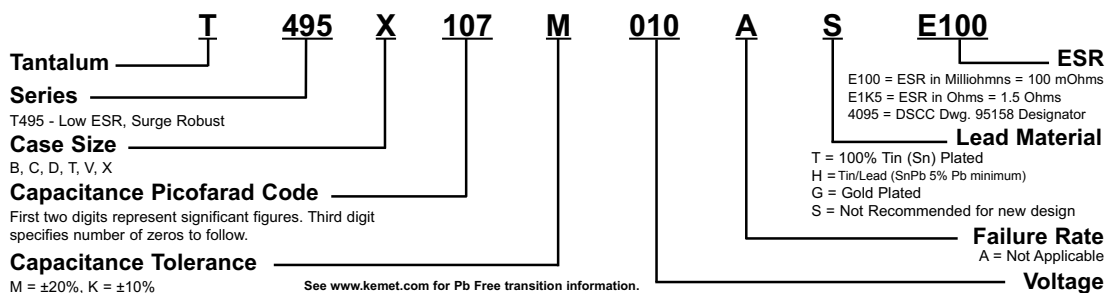 T 495 X 107 M 010 A S E100
Tantalum
ESR
E100 = ESR in Milliohmns = 100 mOhms
E1K5 = ESR in Ohms = 1.5 Ohms
4095 = DSCC Dwg. 95158 Designator
Series
T495 - Low ESR, Surge Robust
Lead Material
T = 100% Tin (Sn) Plated
H = Tin/Lead (SnPb 5% Pb minimum)
G = Gold Plated
S = Not Recommended for new design
Case Size
B, C, D, T, V, X
Capacitance Picofarad Code
First two digits represent significant figures. Third digit
specifies number of zeros to follow.
Failure Rate
A = Not Applicable
Capacitance Tolerance
M = ±20%, K = ±10%
See www.kemet.com for Pb Free transition information.
Voltage